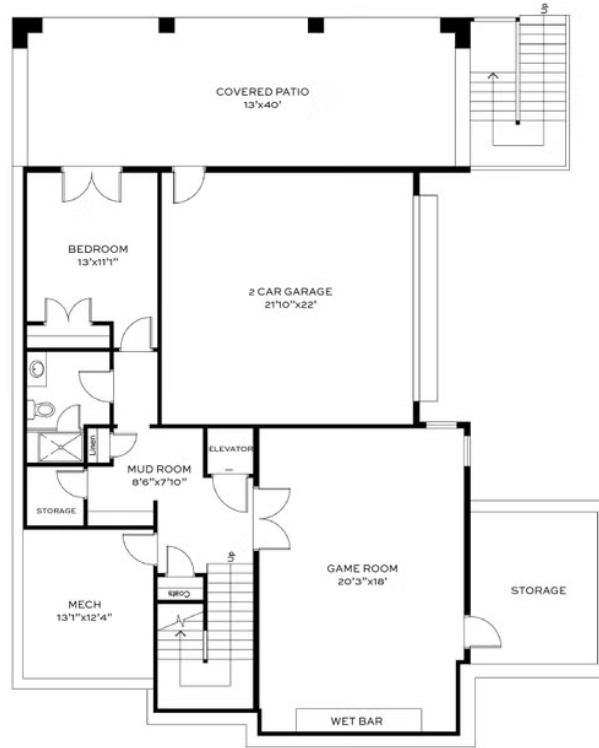 Up
COVERED PATIO
13'x40'
BEDROOM
13'x11'1"
2 CAR GARAGE
21'10"x22'
Linen
ELEVATOR
MUD ROOM
8'6"x7'10"
STORAGE
Up
GAME ROOM
20'3"x18'
Coats
STORAGE
MECH
13'1"x12'4"
WET BAR